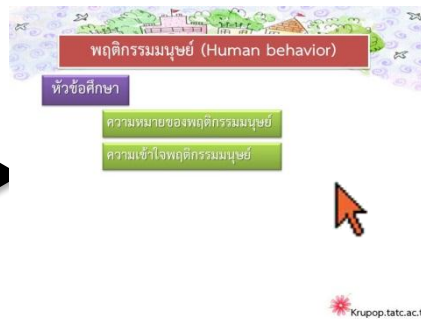 พฤติกรรมมนุษย์ (Human behavior)
หัวข้อศึกษา
ความหมายของพฤติกรรมมนุษย์
ความเข้าใจพฤติกรรมมนุษย์
Krupop.tatc.ac.t